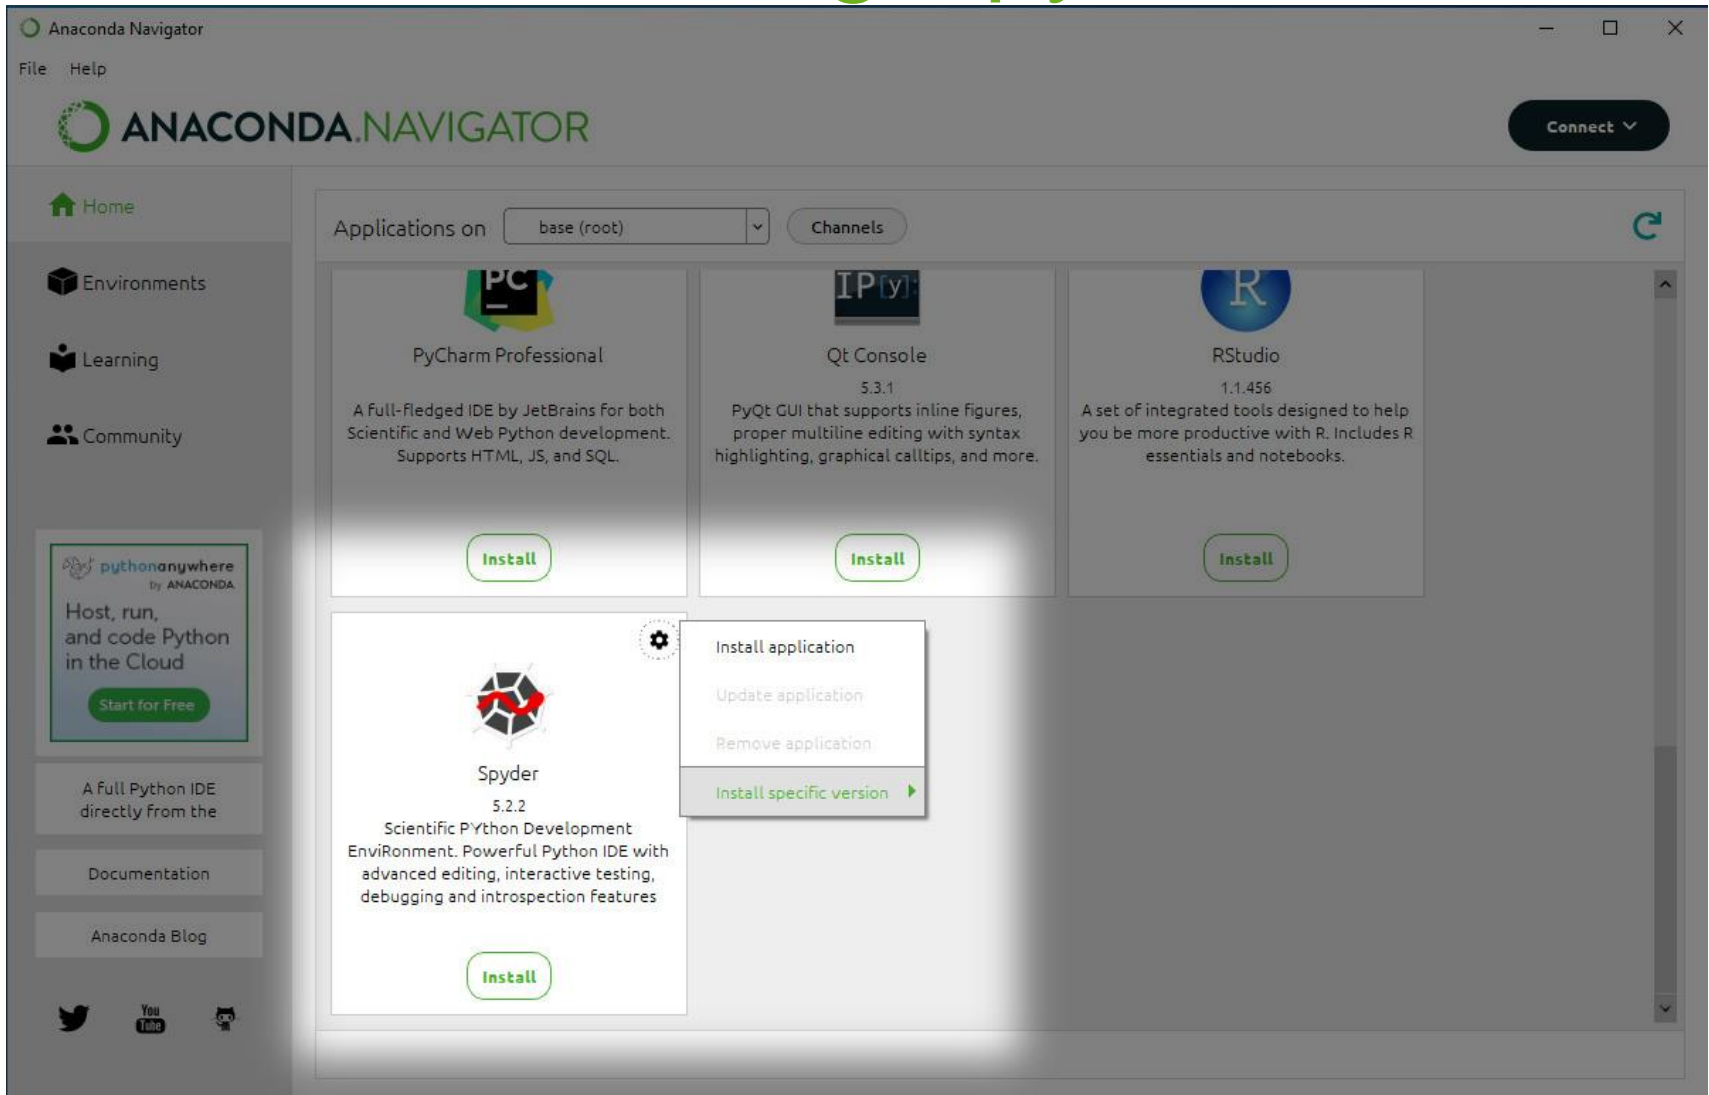 Anaconda Navigator
File Help
ANACONDA.NAVIGATOR
Connect
Home
Applications on base (root) Channels
Environments
Learning
Community
PC
PyCharm Professional
A full-fledged IDE by JetBrains for both
Scientific and Web Python development.
Supports HTML, JS, and SQL.
Install
IP[y]:
Qt Console
5.3.1
PyQt GUI that supports inline figures,
proper multiline editing with syntax
highlighting, graphical calltips, and more.
Install
R
RStudio
1.1.456
A set of integrated tools designed to help
you be more productive with R. Includes R
essentials and notebooks.
Install
pythonanywhere
by ANACONDA
Host, run,
and code Python
in the Cloud
Start for Free
A full Python IDE
directly from the
Documentation
Anaconda Blog
You
Tube
Spyder
5.2.2
Scientific PYthon Development
EnviRonment. Powerful Python IDE with
advanced editing, interactive testing,
debugging and introspection features
Install
Install application
Update application
Remove application
Install specific version